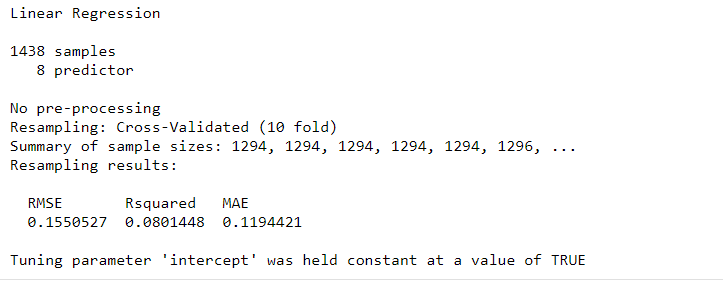 Linear Regression
1438 samples
8 predictor
No pre-processing
Resampling: Cross-Validated (10 fold)
Summary of sample sizes: 1294, 1294, 1294, 1294, 1294, 1296, ...
Resampling results:
RMSE Rsquared MAE
0.1550527 0.0801448 0.1194421
Tuning parameter 'intercept' was held constant at a value of TRUE